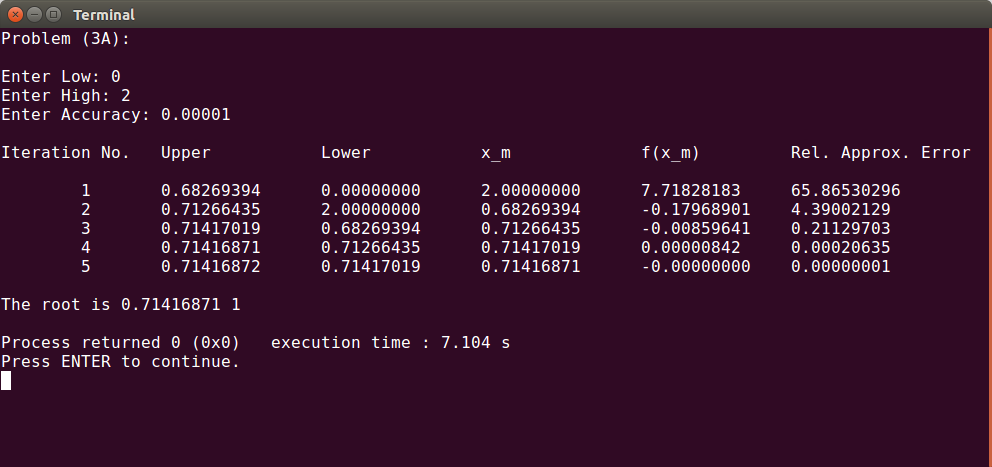 Terminal
Problem (3A):
Enter Low: 0
Enter High: 2
Enter Accuracy: 0.00001
Iteration No. Upper Lower x_m f(x_m) Rel. Approx. Error
1 0.68269394 0.00000000 2.00000000 7.71828183 65.86530296
2 0.71266435 2.00000000 0.68269394 -0.17968901 4.39002129
3 0.71417019 0.68269394 0.71266435 -0.00859641 0.21129703
4 0.71416871 0.71266435 0.71417019 0.00000842 0.00020635
5 0.71416872 0.71417019 0.71416871 -0.00000000 0.00000001
The root is 0.71416871 1
Process returned 0 (0x0) execution time : 7.104 s
Press ENTER to continue.